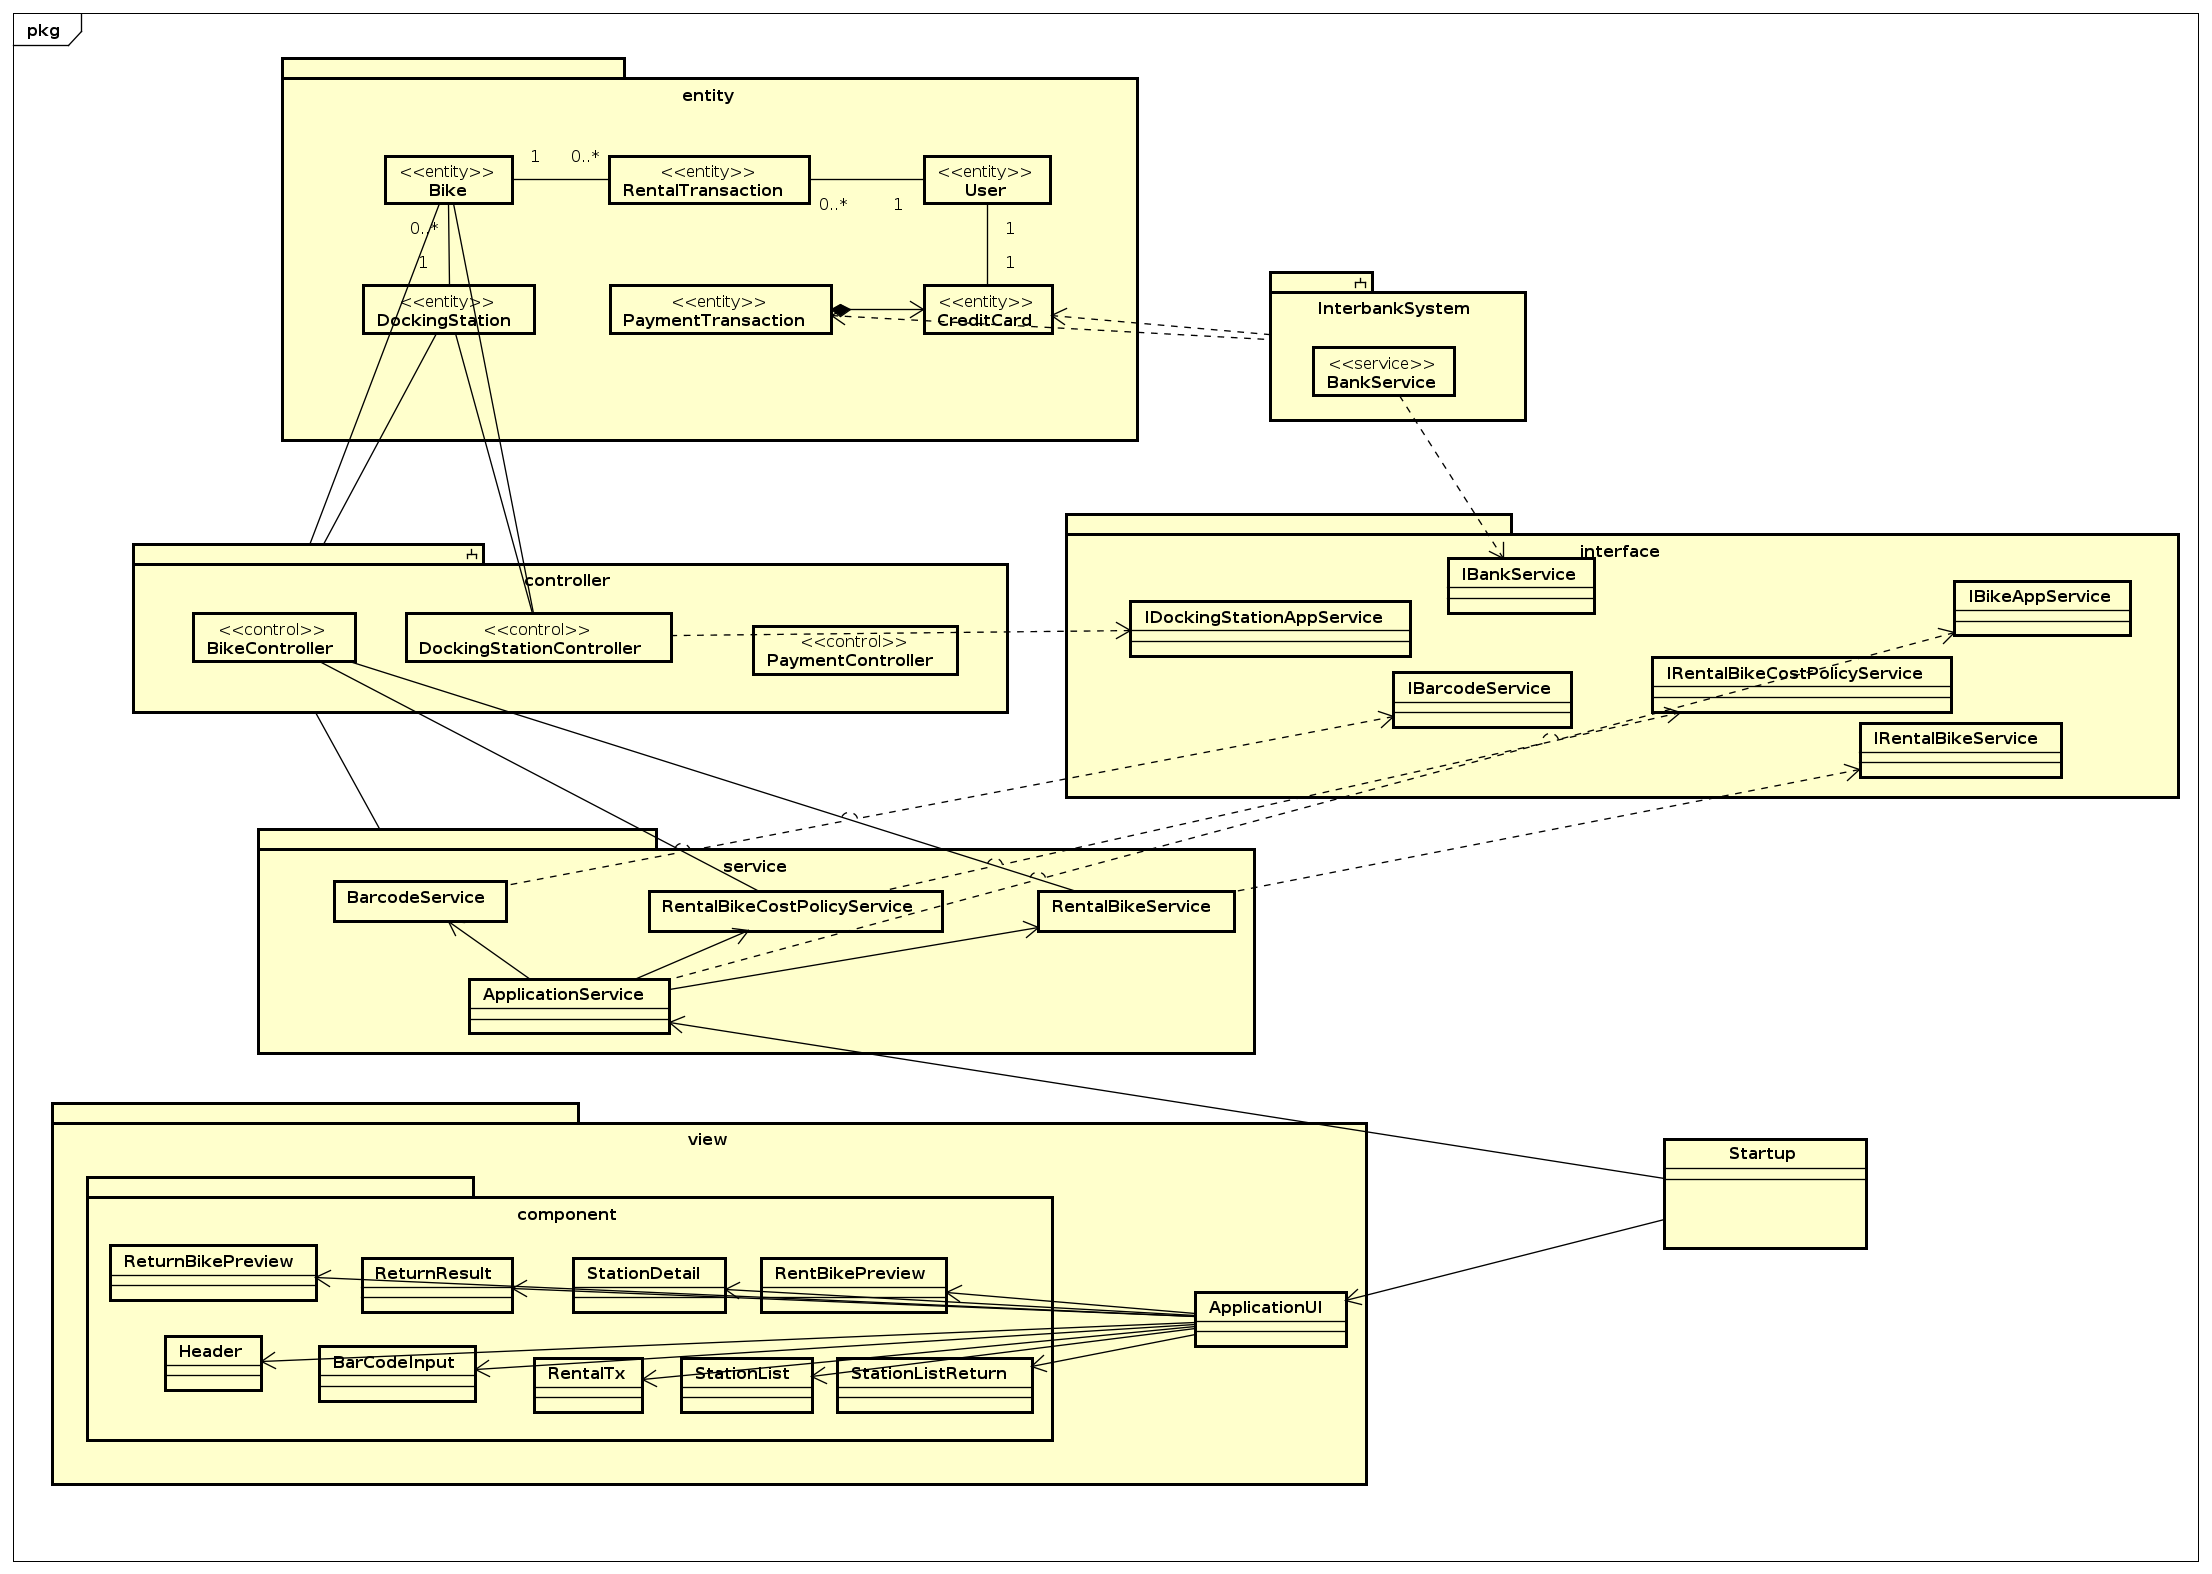 pkg
entity
<<entity>>
Bike
1
0..*
<<entity>>
RentalTransaction
0..*
1
<<entity>>
User
0..*
1
1
1
<<entity>>
DockingStation
<<entity>>
PaymentTransaction
<<entity>>
CreditCard
InterbankSystem
<<service>>
BankService
controller
<<control>>
BikeController
<<control>>
DockingStationController
<<control>>
PaymentController
interface
IBankService
IDockingStationAppService
IBikeAppService
IBarcodeService
IRentalBikeCostPolicyService
IRentalBikeService
service
BarcodeService
RentalBikeCostPolicyService
RentalBikeService
ApplicationService
view
component
ReturnBikePreview
ReturnResult
StationDetail
RentBikePreview
Header
BarCodeInput
RentalTx
StationList
StationListReturn
ApplicationUI
Startup